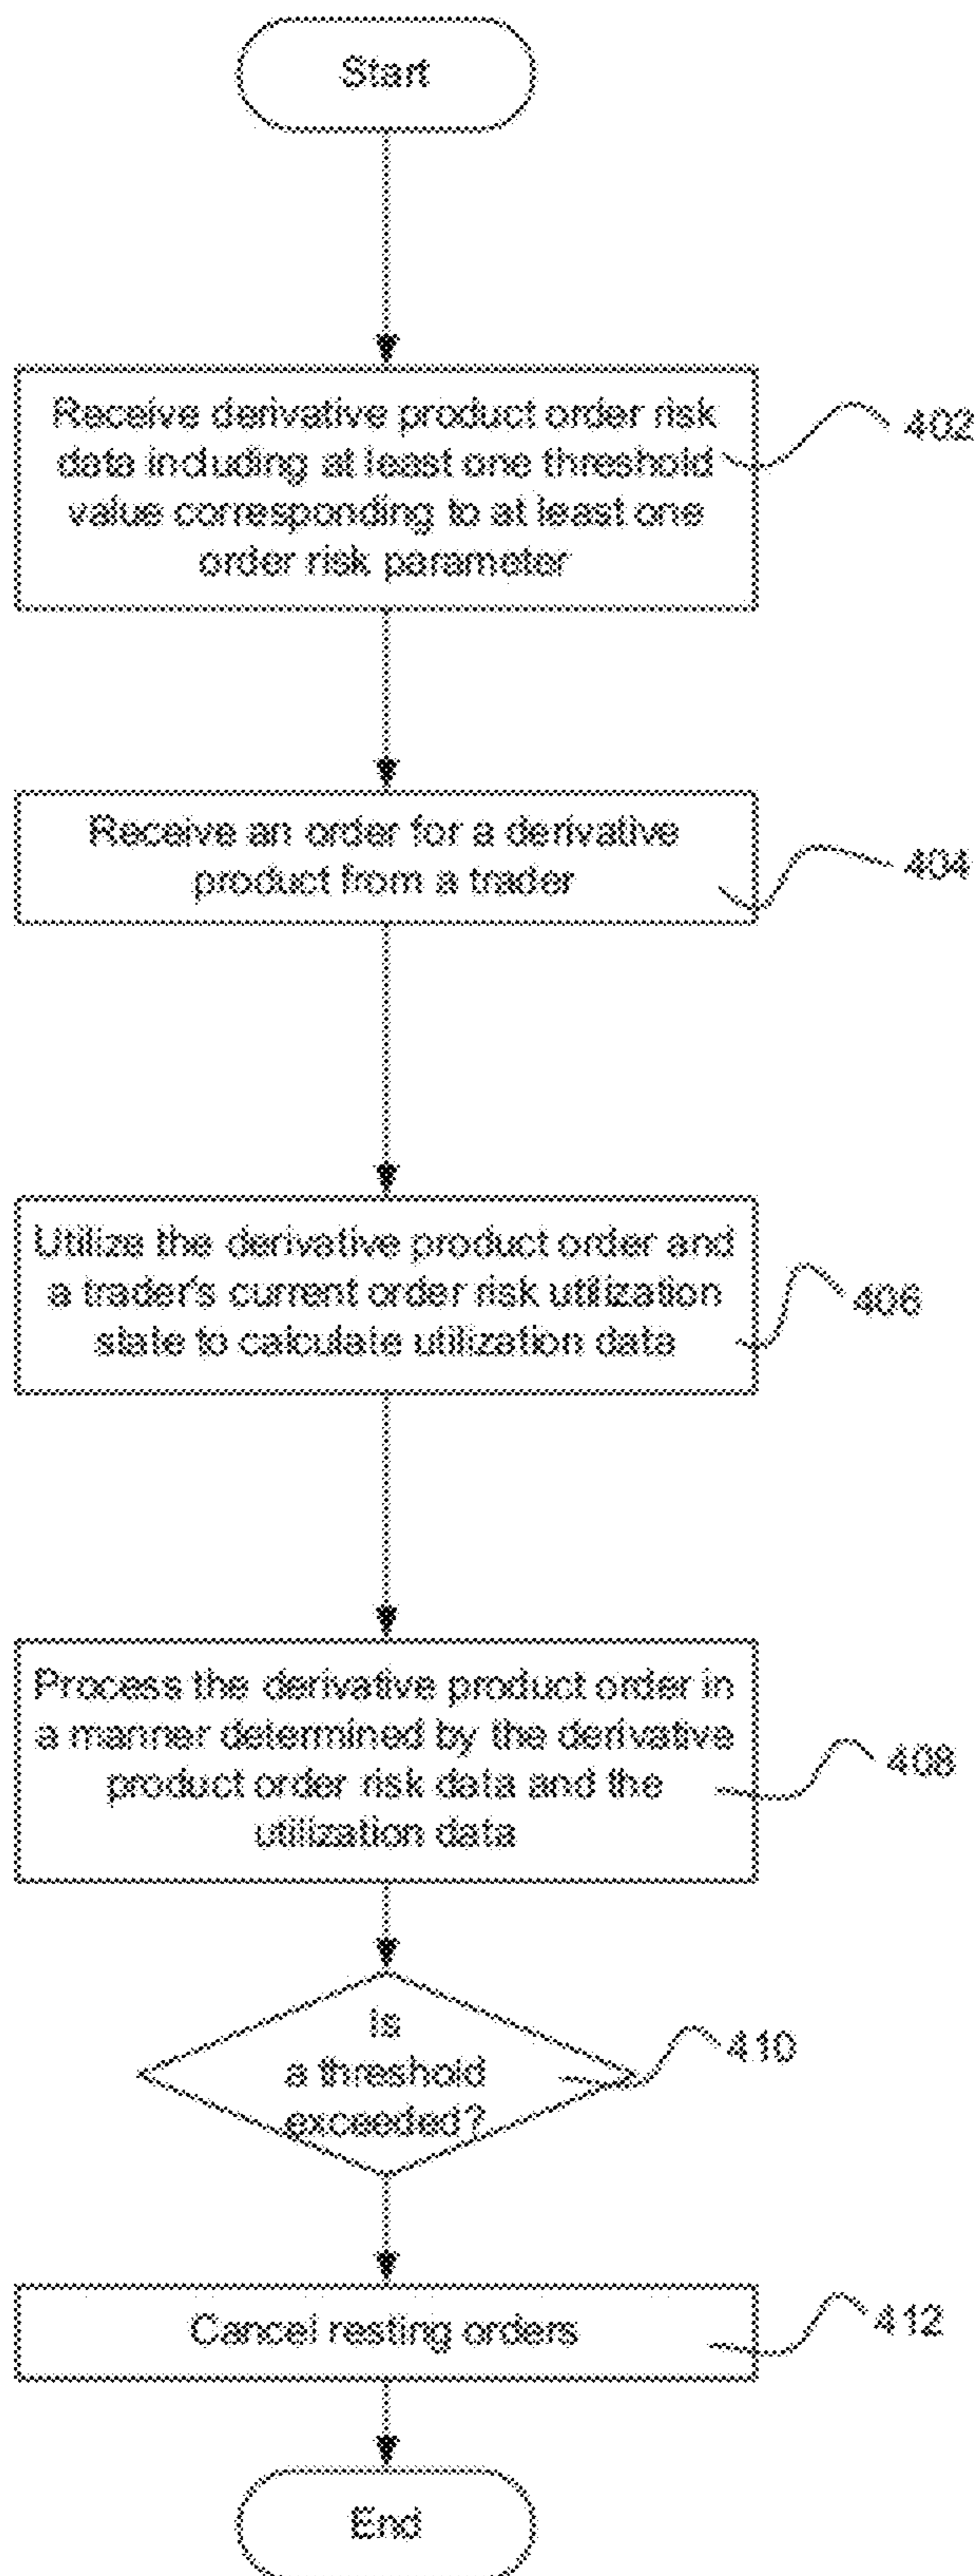 Start
Receive derivative product order risk
data including at least one threshold
value corresponding to at least one
order risk parameter
402
Receive an order for a derivative
product from a trader
404
Utilize the derivative product order and
a trader's current order risk utilization
state to calculate utilization data
406
Process the derivative product order in
a manner determined by the derivative
product order risk data and the
utilization data
408
is
a threshold
exceeded?
410
Cancel resting orders
412
End